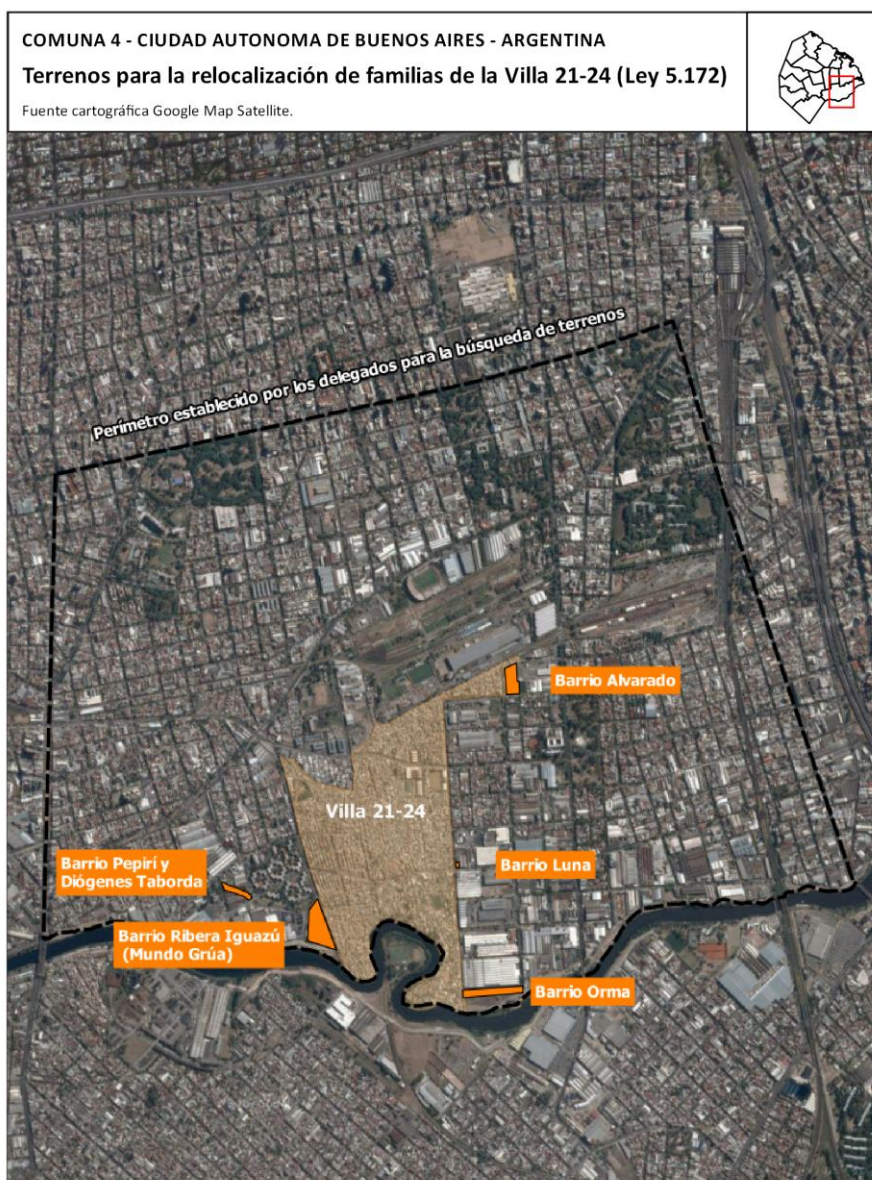 COMUNA 4 - CIUDAD AUTONOMA DE BUENOS AIRES - ARGENTINA
Terrenos para la relocalización de familias de la Villa 21-24 (Ley 5.172)
Fuente cartográfica Google Map Satellite.
Perímetro establecido por los delegados para la búsqueda de terrenos
Barrio Alvarado
Villa 21-24
Barrio Luna
Barrio Pepirí y
Diógenes Taborda
Barrio Ribera Iguazú
(Mundo Grúa)
Barrio Orma